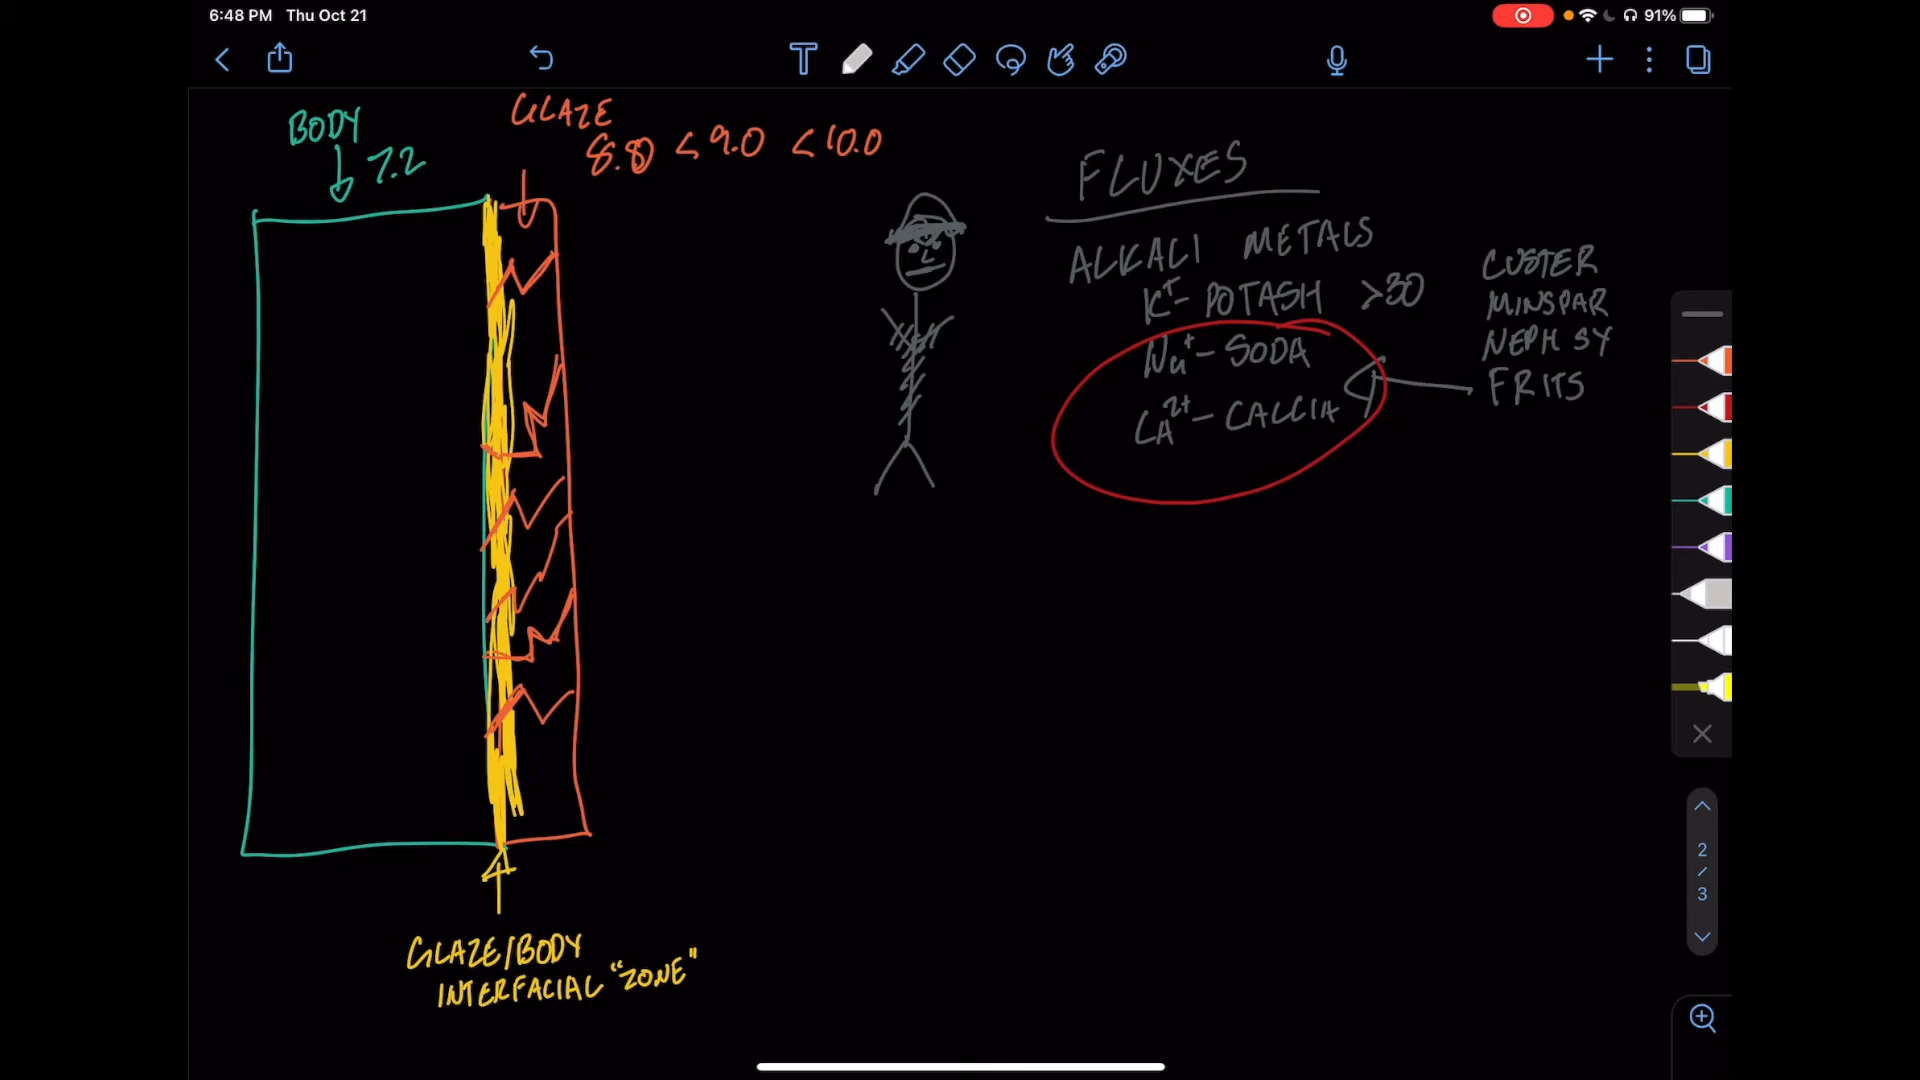 6:48 PM Thu Oct 21
91%
BODY
7.2
GLAZE
8.80 < 9.0 < 10.0
FLUXES
ALKALI METALS
K+ - POTASH >30
Na+ - SODA
CA2+ - CALCIA
CUSTER
MINSPAR
NEPH SY
FRITS
GLAZE/BODY
INTERFACIAL "ZONE"
2
/
3